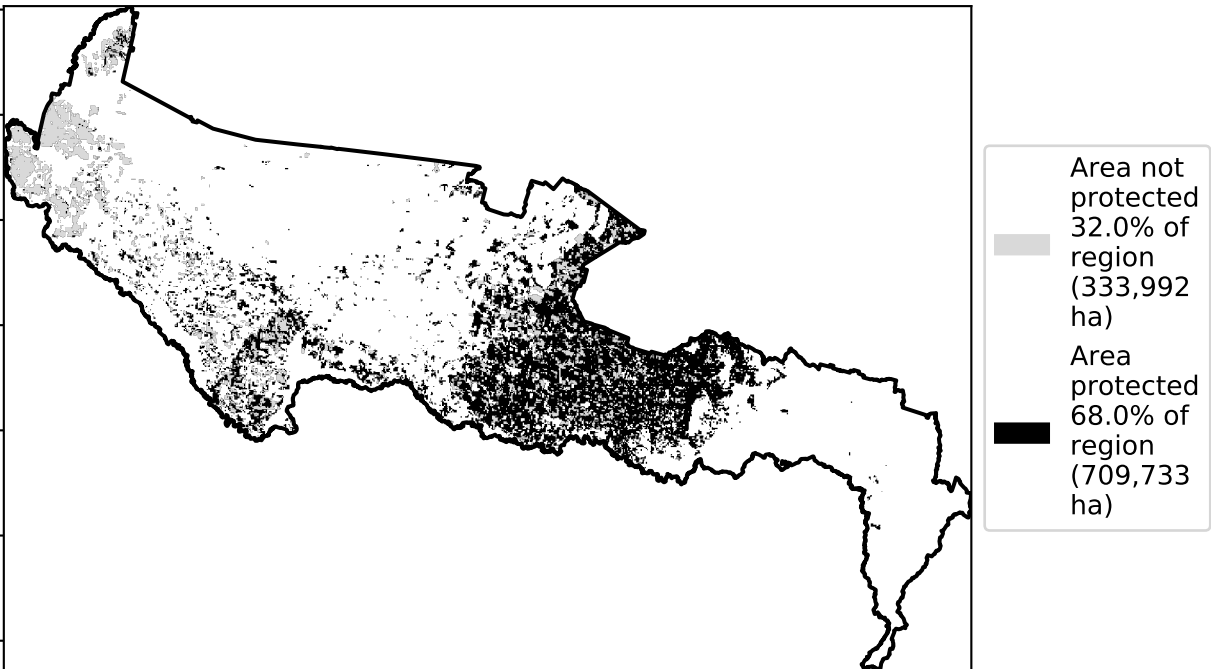 Area not
protected
32.0% of
region
(333,992
ha)
Area
protected
68.0% of
region
(709,733
ha)